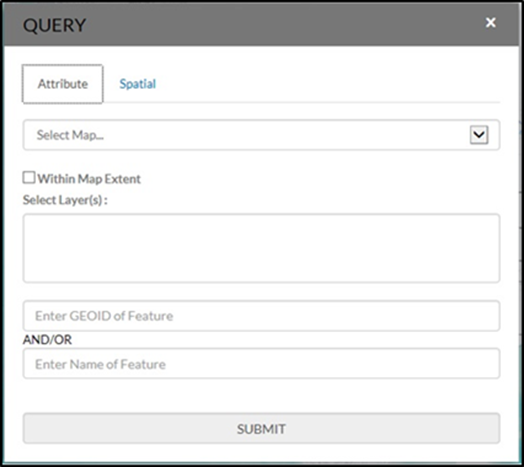 QUERY
Attribute Spatial
Select Map...
Within Map Extent
Select Layer(s) :
Enter GEOID of Feature
AND/OR
Enter Name of Feature
SUBMIT